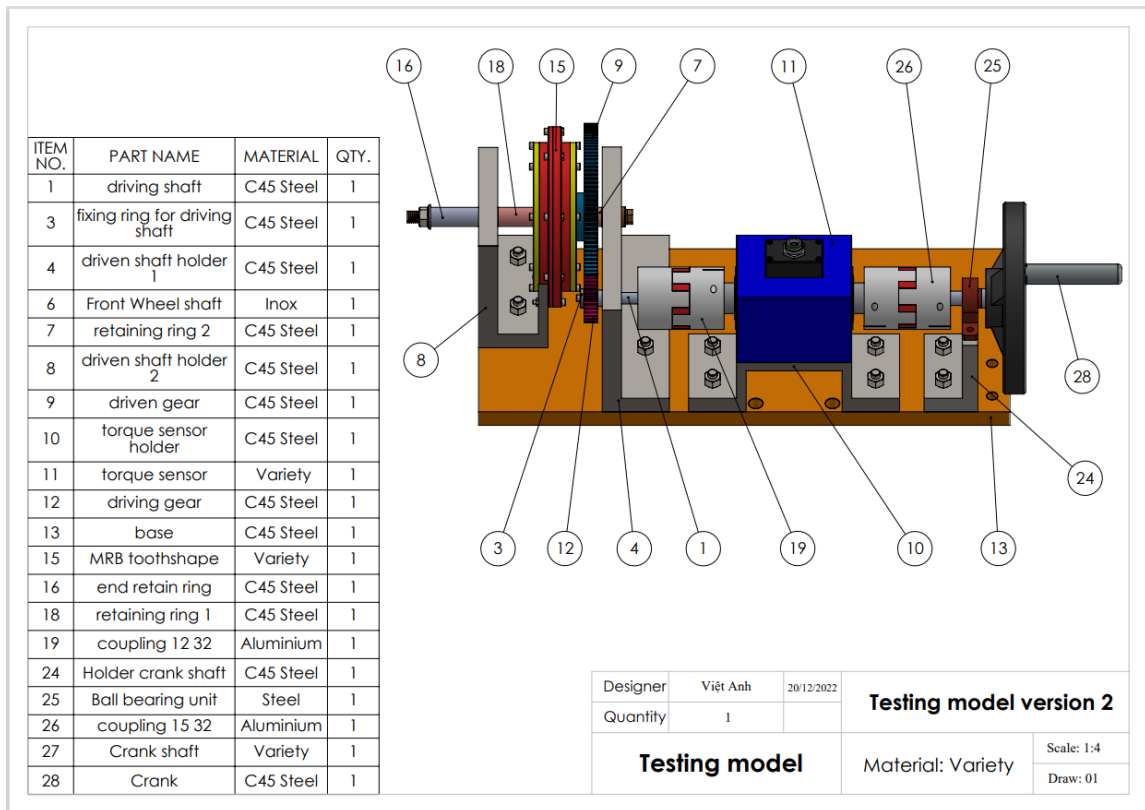 16
18
15
9
7
11
26
25
ITEM NO. PART NAME MATERIAL QTY.
1 driving shaft C45 Steel 1
3 fixing ring for driving shaft C45 Steel 1
4 driven shaft holder 1 C45 Steel 1
6 Front Wheel shaft Inox 1
7 retaining ring 2 C45 Steel 1
8 driven shaft holder 2 C45 Steel 1
9 driven gear C45 Steel 1
10 torque sensor holder C45 Steel 1
11 torque sensor Variety 1
12 driving gear C45 Steel 1
13 base C45 Steel 1
15 MRB toothshape Variety 1
16 end retain ring C45 Steel 1
18 retaining ring 1 C45 Steel 1
19 coupling 12 32 Aluminium 1
24 Holder crank shaft C45 Steel 1
25 Ball bearing unit Steel 1
26 coupling 15 32 Aluminium 1
27 Crank shaft Variety 1
28 Crank C45 Steel 1
8
28
24
3
12
4
1
19
10
13
Designer Việt Anh 20/12/2022
Quantity 1
Testing model version 2
Testing model
Material: Variety
Scale: 1:4
Draw: 01